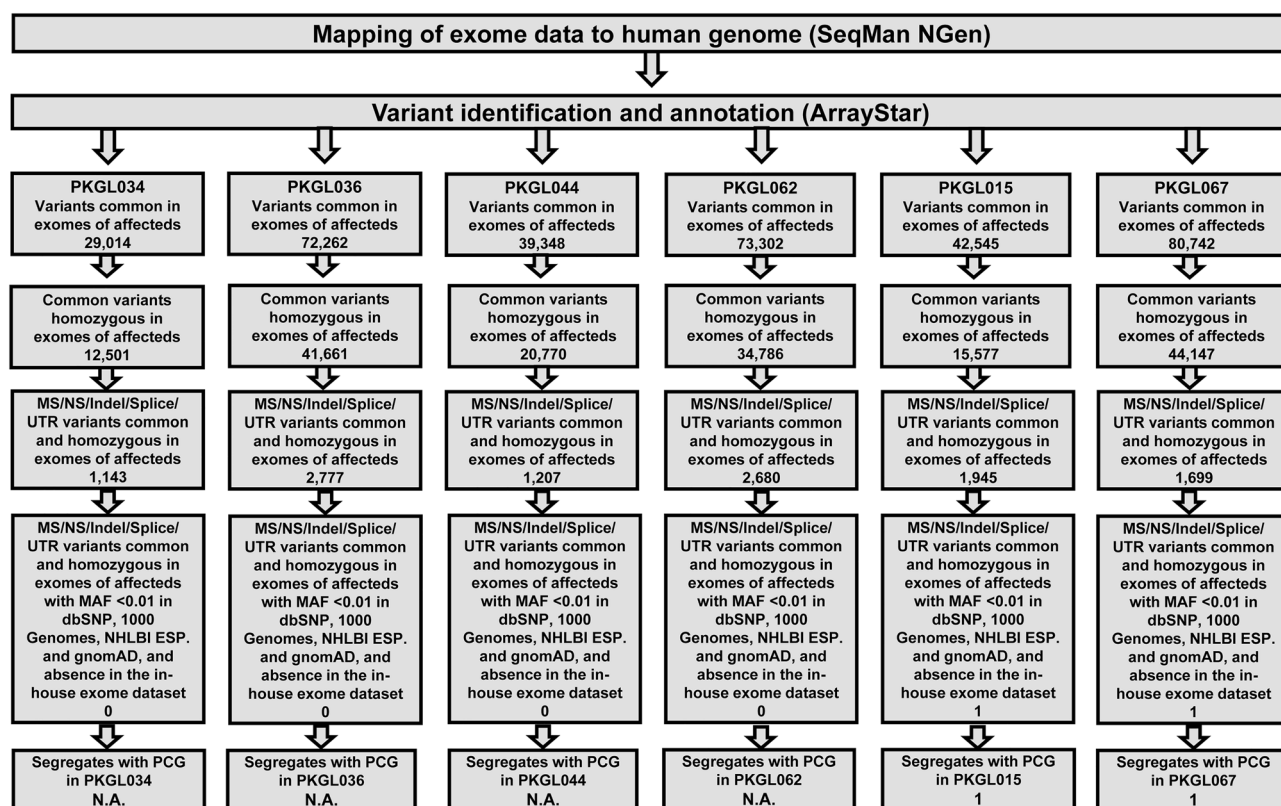 Mapping of exome data to human genome (SeqMan NGen)
Variant identification and annotation (ArrayStar)
PKGL034
Variants common in
exomes of affecteds
29,014
PKGL036
Variants common in
exomes of affecteds
72,262
PKGL044
Variants common in
exomes of affecteds
39,348
PKGL062
Variants common in
exomes of affecteds
73,302
PKGL015
Variants common in
exomes of affecteds
42,545
PKGL067
Variants common in
exomes of affecteds
80,742
Common variants
homozygous in
exomes of affecteds
12,501
Common variants
homozygous in
exomes of affecteds
41,661
Common variants
homozygous in
exomes of affecteds
20,770
Common variants
homozygous in
exomes of affecteds
34,786
Common variants
homozygous in
exomes of affecteds
15,577
Common variants
homozygous in
exomes of affecteds
44,147
MS/NS/Indel/Splice/
UTR variants common
and homozygous in
exomes of affecteds
1,143
MS/NS/Indel/Splice/
UTR variants common
and homozygous in
exomes of affecteds
2,777
MS/NS/Indel/Splice/
UTR variants common
and homozygous in
exomes of affecteds
1,207
MS/NS/Indel/Splice/
UTR variants common
and homozygous in
exomes of affecteds
2,680
MS/NS/Indel/Splice/
UTR variants common
and homozygous in
exomes of affecteds
1,945
MS/NS/Indel/Splice/
UTR variants common
and homozygous in
exomes of affecteds
1,699
MS/NS/Indel/Splice/
UTR variants common
and homozygous in
exomes of affecteds
with MAF <0.01 in
dbSNP, 1000
Genomes, NHLBI ESP.
and gnomAD, and
absence in the in-
house exome dataset
0
MS/NS/Indel/Splice/
UTR variants common
and homozygous in
exomes of affecteds
with MAF <0.01 in
dbSNP, 1000
Genomes, NHLBI ESP.
and gnomAD, and
absence in the in-
house exome dataset
0
MS/NS/Indel/Splice/
UTR variants common
and homozygous in
exomes of affecteds
with MAF <0.01 in
dbSNP, 1000
Genomes, NHLBI ESP.
and gnomAD, and
absence in the in-
house exome dataset
0
MS/NS/Indel/Splice/
UTR variants common
and homozygous in
exomes of affecteds
with MAF <0.01 in
dbSNP, 1000
Genomes, NHLBI ESP.
and gnomAD, and
absence in the in-
house exome dataset
0
MS/NS/Indel/Splice/
UTR variants common
and homozygous in
exomes of affecteds
with MAF <0.01 in
dbSNP, 1000
Genomes, NHLBI ESP.
and gnomAD, and
absence in the in-
house exome dataset
1
MS/NS/Indel/Splice/
UTR variants common
and homozygous in
exomes of affecteds
with MAF <0.01 in
dbSNP, 1000
Genomes, NHLBI ESP.
and gnomAD, and
absence in the in-
house exome dataset
1
Segregates with PCG
in PKGL034
N.A.
Segregates with PCG
in PKGL036
N.A.
Segregates with PCG
in PKGL044
N.A.
Segregates with PCG
in PKGL062
N.A.
Segregates with PCG
in PKGL015
1
Segregates with PCG
in PKGL067
1